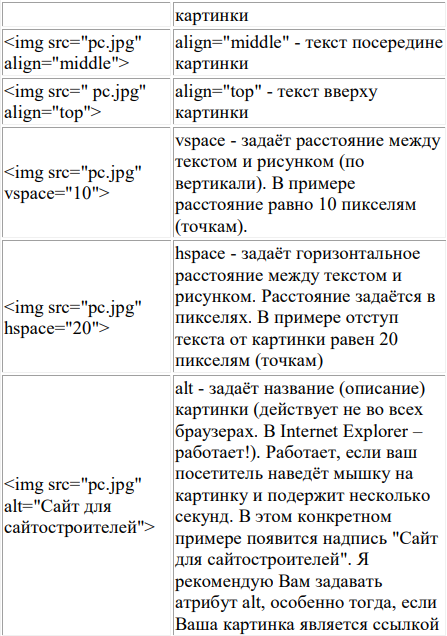 картинки
<img src="pc.jpg"
align="middle">
align="middle" - текст посередине
картинки
<img src=" pc.jpg"
align="top">
align="top" - текст вверху
картинки
<img src="pc.jpg"
vspace="10">
vspace - задаёт расстояние между
текстом и рисунком (по
вертикали). В примере
расстояние равно 10 пикселям
(точкам).
<img src="pc.jpg"
hspace="20">
hspace - задаёт горизонтальное
расстояние между текстом и
рисунком. Расстояние задаётся в
пикселях. В примере отступ
текста от картинки равен 20
пикселям (точкам)
<img src="pc.jpg"
alt="Сайт для
сайтостроителей">
alt - задаёт название (описание)
картинки (действует не во всех
браузерах. В Internet Explorer –
работает!). Работает, если ваш
посетитель наведёт мышку на
картинку и подержит несколько
секунд. В этом конкретном
примере появится надпись "Сайт
для сайтостроителей". Я
рекомендую Вам задавать
атрибут alt, особенно тогда, если
Ваша картинка является ссылкой